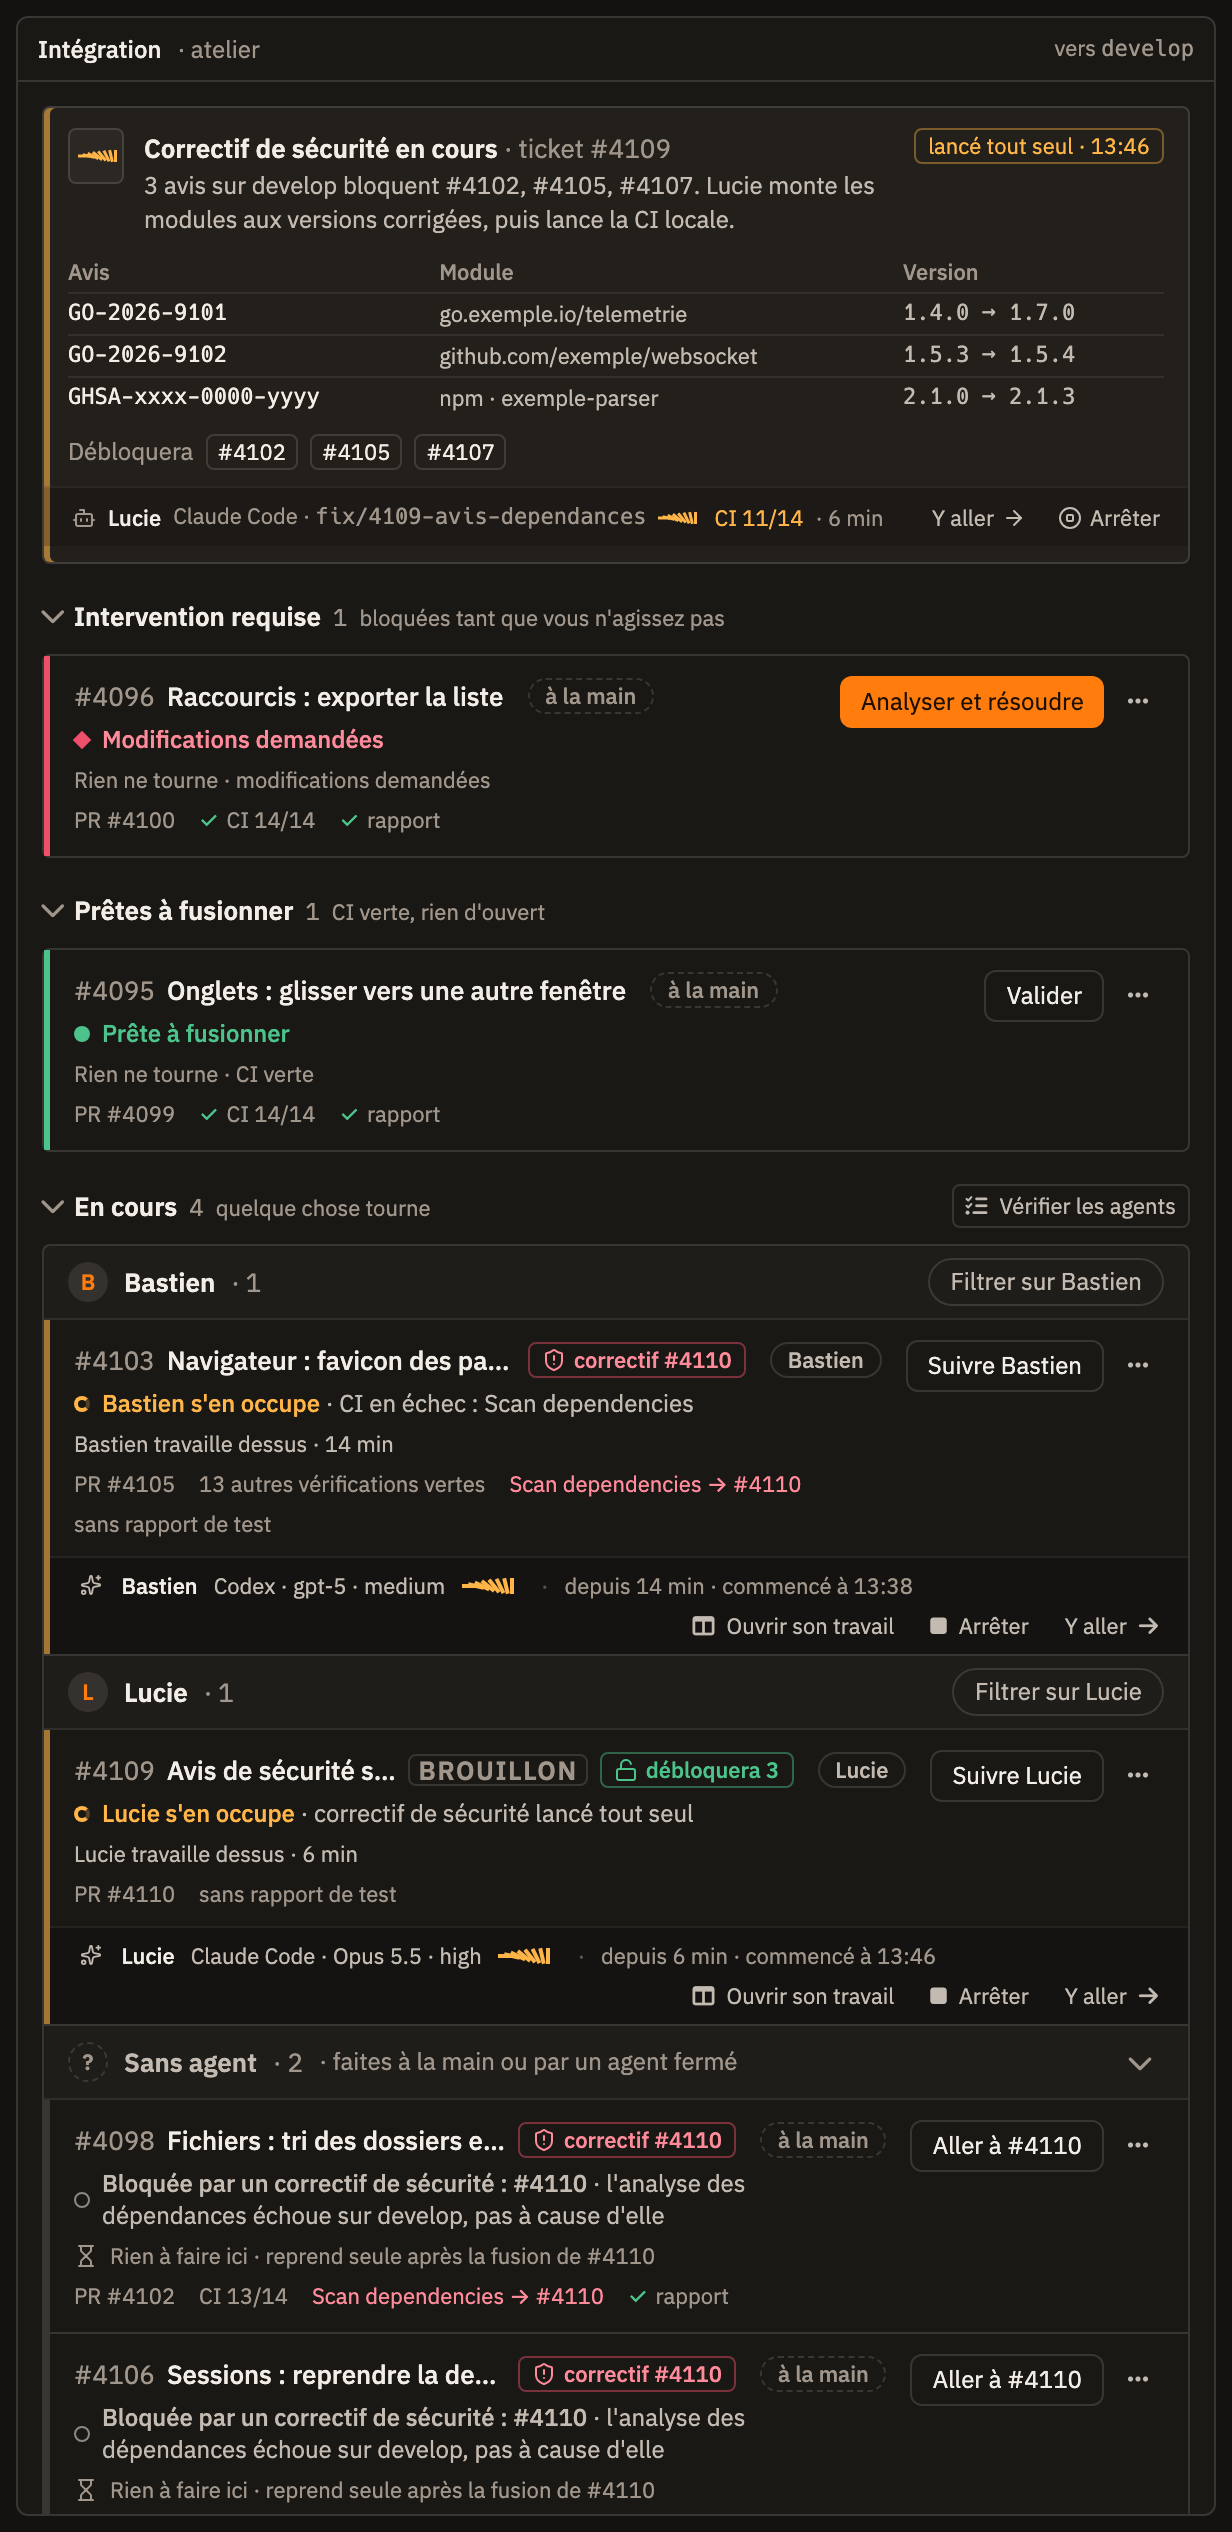 Intégration · atelier
vers develop
Correctif de sécurité en cours · ticket #4109
lancé tout seul · 13:46
3 avis sur develop bloquent #4102, #4105, #4107. Lucie monte les
modules aux versions corrigées, puis lance la CI locale.
Avis Module Version
GO-2026-9101 go.exemple.io/telemetrie 1.4.0 → 1.7.0
GO-2026-9102 github.com/exemple/websocket 1.5.3 → 1.5.4
GHSA-xxxx-0000-yyyy npm · exemple-parser 2.1.0 → 2.1.3
Débloquera #4102 #4105 #4107
Lucie Claude Code · fix/4109-avis-dependances CI 11/14 · 6 min Y aller → Arrêter
Intervention requise 1 bloquées tant que vous n'agissez pas
#4096 Raccourcis : exporter la liste à la main Analyser et résoudre ···
Modifications demandées
Rien ne tourne · modifications demandées
PR #4100 ✓ CI 14/14 ✓ rapport
Prêtes à fusionner 1 CI verte, rien d'ouvert
#4095 Onglets : glisser vers une autre fenêtre à la main Valider ···
Prête à fusionner
Rien ne tourne · CI verte
PR #4099 ✓ CI 14/14 ✓ rapport
En cours 4 quelque chose tourne Vérifier les agents
B Bastien · 1 Filtrer sur Bastien
#4103 Navigateur : favicon des pa... correctif #4110 Bastien Suivre Bastien ···
Bastien s'en occupe · CI en échec : Scan dependencies
Bastien travaille dessus · 14 min
PR #4105 13 autres vérifications vertes Scan dependencies → #4110
sans rapport de test
Bastien Codex · gpt-5 · medium · depuis 14 min · commencé à 13:38
Ouvrir son travail Arrêter Y aller →
L Lucie · 1 Filtrer sur Lucie
#4109 Avis de sécurité s... BROUILLON débloquera 3 Lucie Suivre Lucie ···
Lucie s'en occupe · correctif de sécurité lancé tout seul
Lucie travaille dessus · 6 min
PR #4110 sans rapport de test
Lucie Claude Code · Opus 5.5 · high · depuis 6 min · commencé à 13:46
Ouvrir son travail Arrêter Y aller →
? Sans agent · 2 · faites à la main ou par un agent fermé
#4098 Fichiers : tri des dossiers e... correctif #4110 à la main Aller à #4110 ···
Bloquée par un correctif de sécurité : #4110 · l'analyse des
dépendances échoue sur develop, pas à cause d'elle
Rien à faire ici · reprend seule après la fusion de #4110
PR #4102 CI 13/14 Scan dependencies → #4110 ✓ rapport
#4106 Sessions : reprendre la de... correctif #4110 à la main Aller à #4110 ···
Bloquée par un correctif de sécurité : #4110 · l'analyse des
dépendances échoue sur develop, pas à cause d'elle
Rien à faire ici · reprend seule après la fusion de #4110